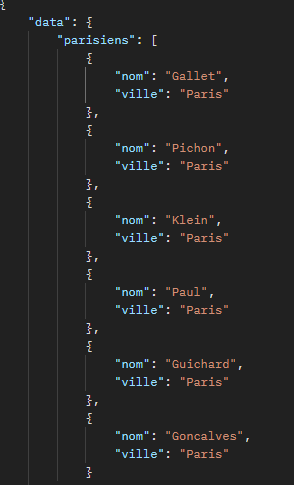 {
"data": {
"parisiens": [
{
"nom": "Gallet",
"ville": "Paris"
},
{
"nom": "Pichon",
"ville": "Paris"
},
{
"nom": "Klein",
"ville": "Paris"
},
{
"nom": "Paul",
"ville": "Paris"
},
{
"nom": "Guichard",
"ville": "Paris"
},
{
"nom": "Goncalves",
"ville": "Paris"
}